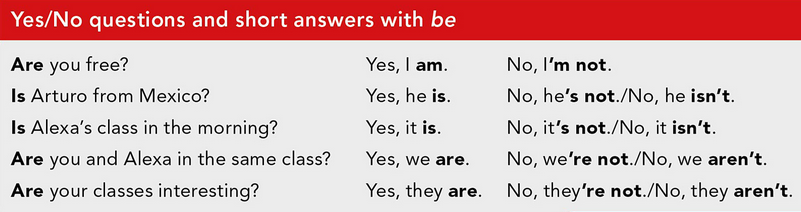 Yes/No questions and short answers with be
Are you free? Yes, I am. No, I’m not.
Is Arturo from Mexico? Yes, he is. No, he’s not./No, he isn’t.
Is Alexa’s class in the morning? Yes, it is. No, it’s not./No, it isn’t.
Are you and Alexa in the same class? Yes, we are. No, we’re not./No, we aren’t.
Are your classes interesting? Yes, they are. No, they’re not./No, they aren’t.